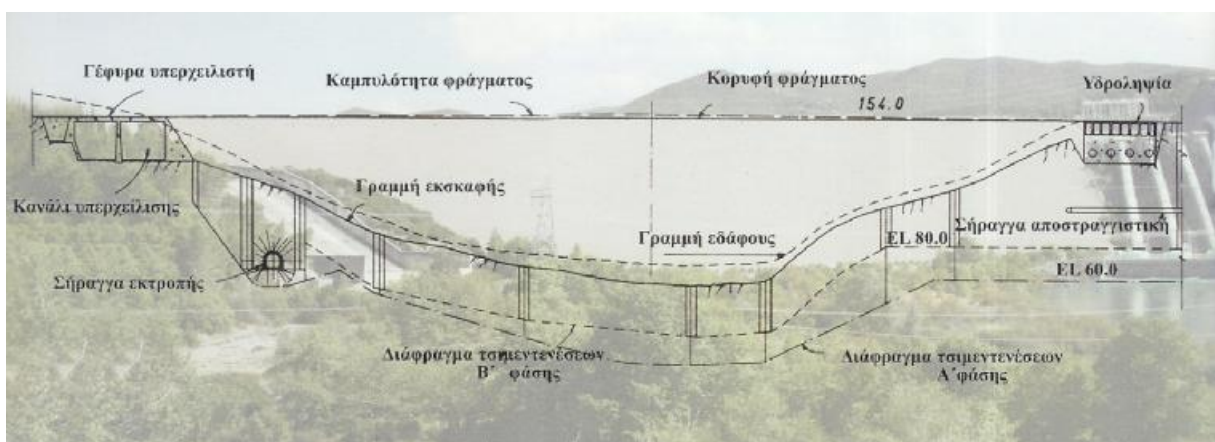 Γέφυρα υπερχειλιστή
Καμπυλότητα φράγματος
Κορυφή φράγματος
Υδροληψία
154.0
Γραμμή εκσκαφής
Κανάλι υπερχείλισης
Γραμμή εδάφους
EL 80.0
Σήραγγα αποστραγγιστική
EL 60.0
Σήραγγα εκτροπής
Διάφραγμα τσιμεντενέσεων
Β΄ φάσης
Διάφραγμα τσιμεντενέσεων
Α΄φάσης